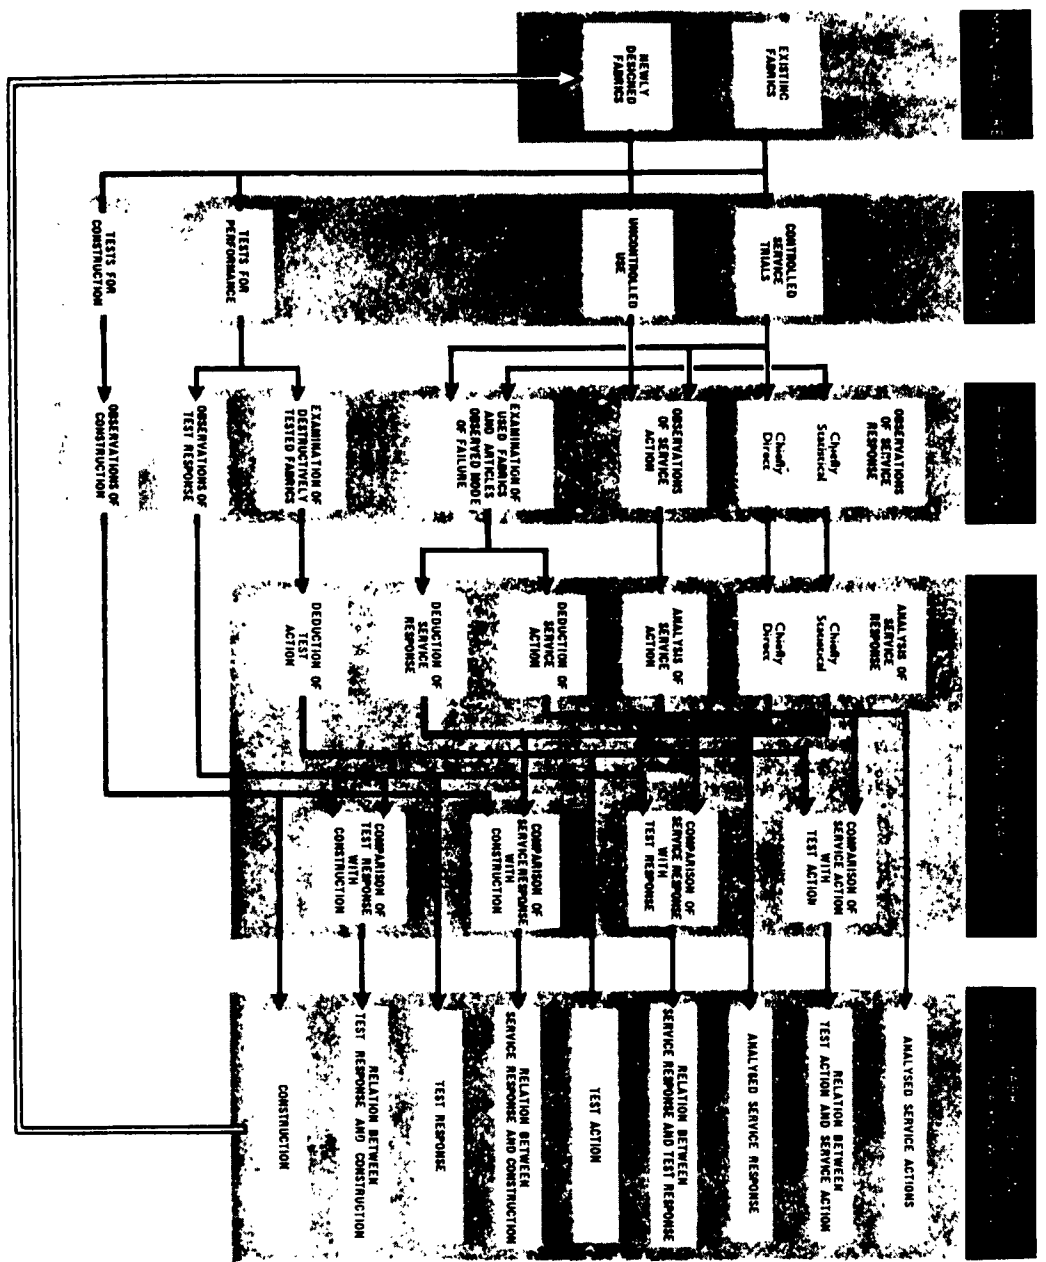 EXISTING
FABRICS
NEWLY
DESIGNED
FABRICS
CONTROLLED
SERVICE
TRIALS
UNCONTROLLED
USE
TESTS FOR
PERFORMANCE
TESTS FOR
CONSTRUCTION
OBSERVATIONS
OF SERVICE
RESPONSE
Chiefly
Statistical
Chiefly
Direct
OBSERVATIONS
OF SERVICE
ACTION
EXAMINATION OF
USED FABRICS
AND ARTICLES
OBSERVED MODE
OF FAILURE
EXAMINATION OF
DESTRUCTIVELY
TESTED FABRICS
OBSERVATIONS OF
TEST RESPONSE
OBSERVATIONS OF
CONSTRUCTION
ANALYSIS OF
SERVICE
RESPONSE
Chiefly
Statistical
Chiefly
Direct
ANALYSIS OF
SERVICE
ACTION
DEDUCTION OF
SERVICE
ACTION
DEDUCTION OF
SERVICE
RESPONSE
DEDUCTION OF
TEST
ACTION
COMPARISON OF
SERVICE ACTION
WITH
TEST ACTION
COMPARISON OF
SERVICE RESPONSE
WITH
TEST RESPONSE
COMPARISON OF
SERVICE RESPONSE
WITH
CONSTRUCTION
COMPARISON OF
TEST RESPONSE
WITH
CONSTRUCTION
ANALYSED SERVICE ACTIONS
RELATION BETWEEN
TEST ACTION AND SERVICE ACTION
ANALYSED SERVICE RESPONSE
RELATION BETWEEN
SERVICE RESPONSE AND TEST RESPONSE
TEST ACTION
RELATION BETWEEN
SERVICE RESPONSE AND CONSTRUCTION
TEST RESPONSE
RELATION BETWEEN
TEST RESPONSE AND CONSTRUCTION
CONSTRUCTION